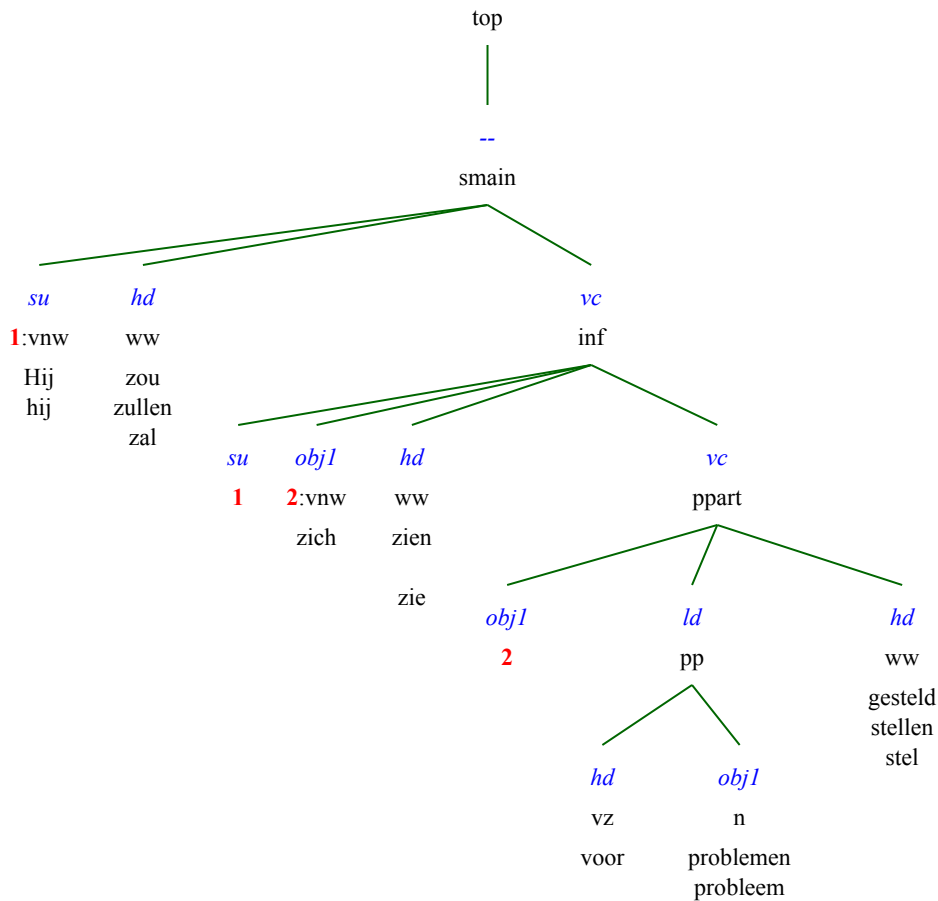 top
--
smain
su hd vc
1:vnw ww inf
Hij zou
hij zullen
zal
su obj1 hd vc
1 2:vnw ww ppart
zich zien
zie
obj1 ld hd
2 pp ww
gesteld
stellen
stel
hd obj1
vz n
voor problemen
probleem